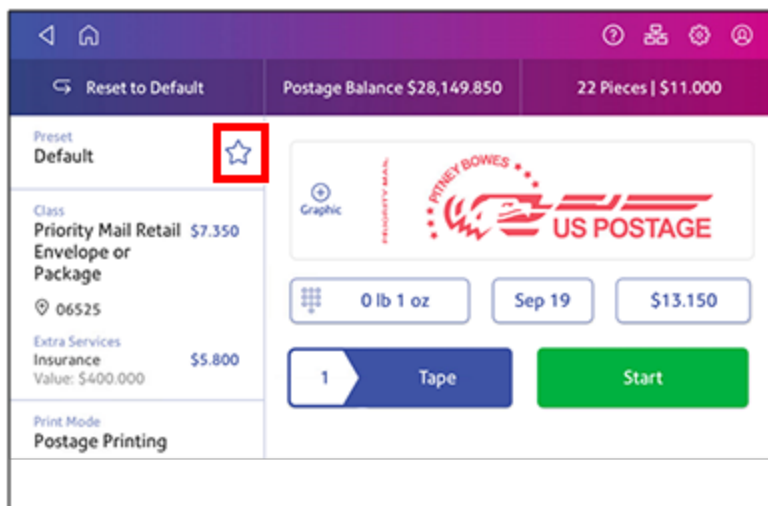 Reset to Default
Postage Balance $28,149.850
22 Pieces | $11.000
Preset
Default
Class
Priority Mail Retail $7.350
Envelope or
Package
06525
Extra Services
Insurance $5.800
Value: $400.000
Print Mode
Postage Printing
Graphic
PRIORITY MAIL
PITNEY BOWES
US POSTAGE
0 lb 1 oz
Sep 19
$13.150
1
Tape
Start